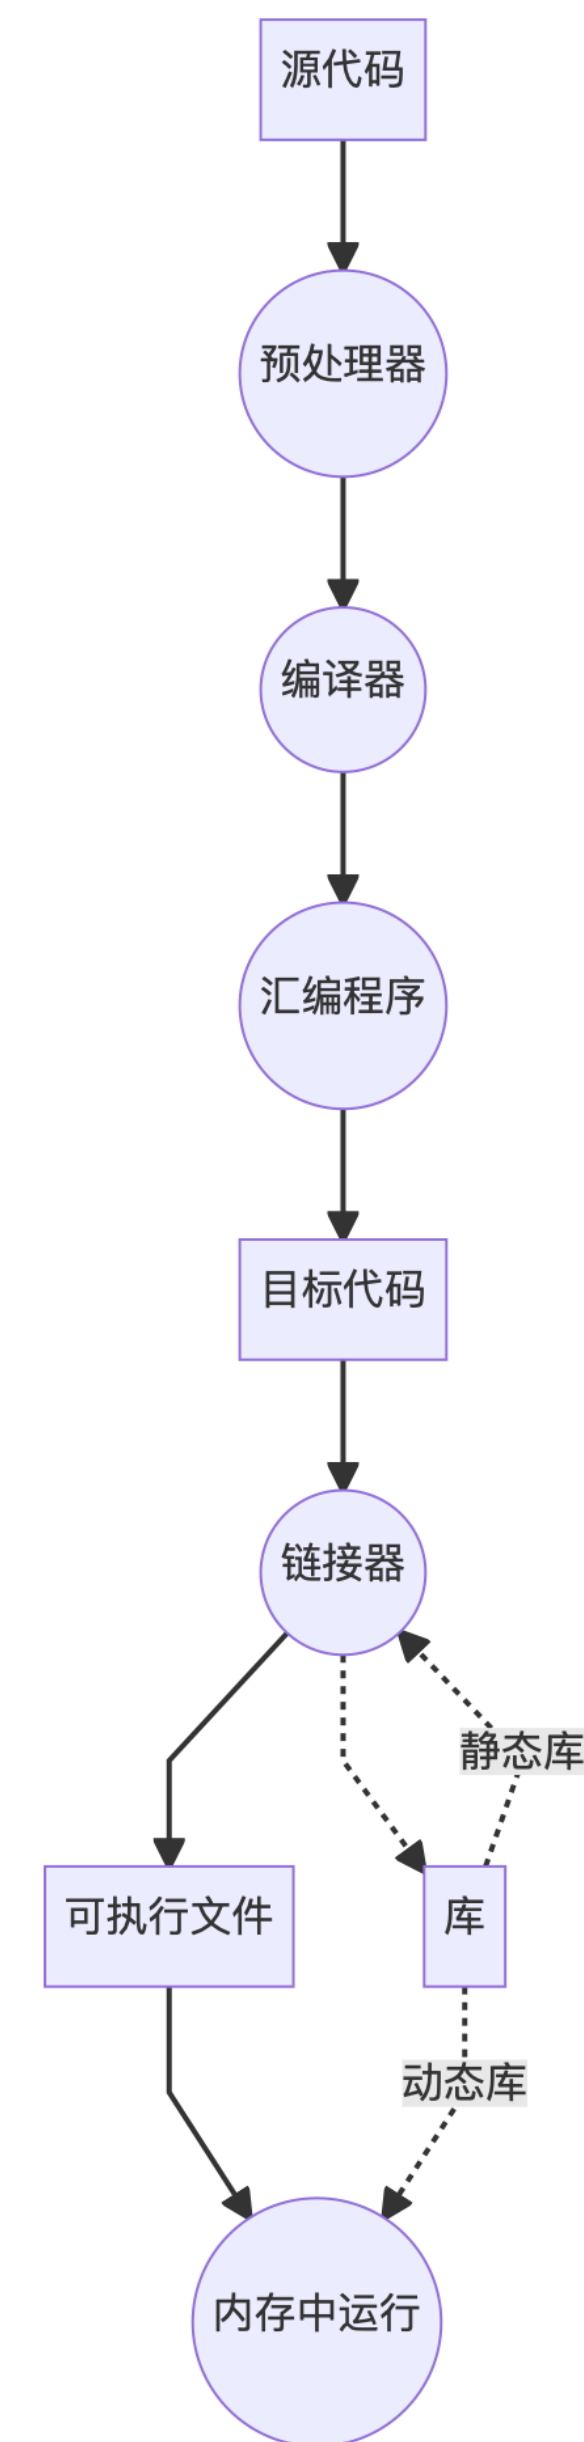 源代码
预处理器
编译器
汇编程序
目标代码
链接器
静态库
可执行文件
库
动态库
内存中运行